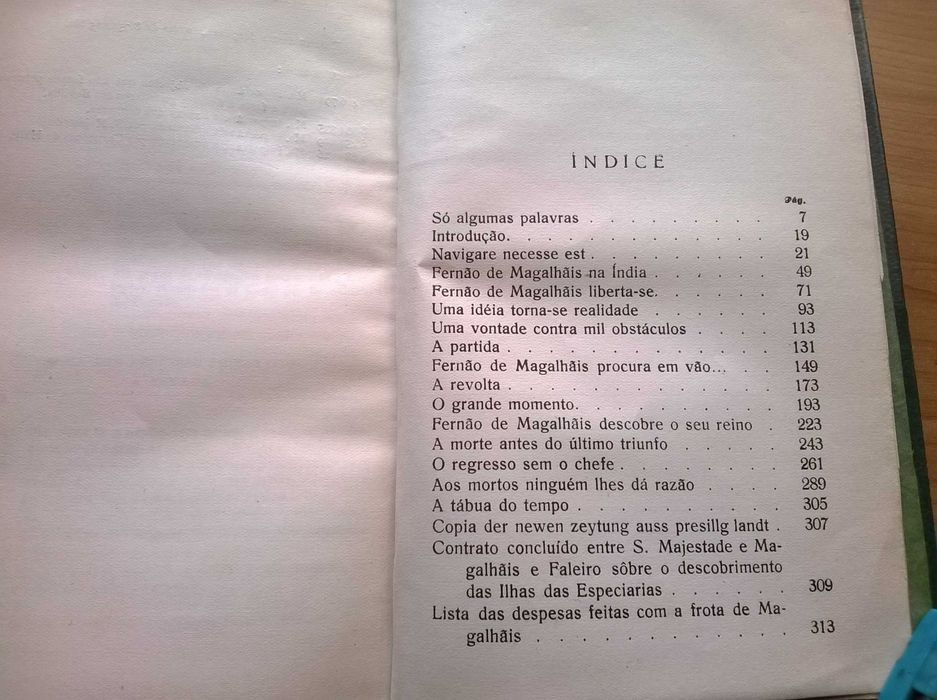 ÍNDICE
Pág.
Só algumas palavras . . . . . . . . . 7
Introdução. . . . . . . . . . . . 19
Navigare necesse est . . . . . . . . . 21
Fernão de Magalhãis na Índia . . . . . . 49
Fernão de Magalhãis liberta-se. . . . . . 71
Uma idéia torna-se realidade . . . . . . 93
Uma vontade contra mil obstáculos . . . . 113
A partida . . . . . . . . . . . . . 131
Fernão de Magalhãis procura em vão... . . 149
A revolta . . . . . . . . . . . . . 173
O grande momento. . . . . . . . . . 193
Fernão de Magalhãis descobre o seu reino . 223
A morte antes do último triunfo . . . . . 243
O regresso sem o chefe . . . . . . . . 261
Aos mortos ninguém lhes dá razão . . . . 289
A tábua do tempo . . . . . . . . . . 305
Copia der newen zeytung auss presillg landt . 307
Contrato concluído entre S. Majestade e Ma-
galhãis e Faleiro sôbre o descobrimento
das Ilhas das Especiarias . . . . . . 309
Lista das despesas feitas com a frota de Ma-
galhãis . . . . . . . . . . . . 313